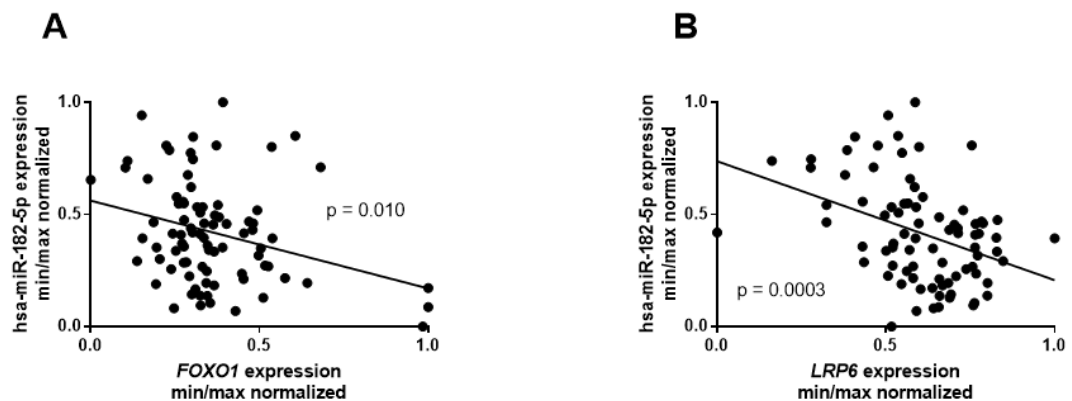 A
hsa-miR-182-5p expression
min/max normalized
1.0
0.5
0.0
p = 0.010
0.0
0.5
1.0
FOXO1 expression
min/max normalized
B
hsa-miR-182-5p expression
min/max normalized
1.0
0.5
0.0
p = 0.0003
0.0
0.5
1.0
LRP6 expression
min/max normalized